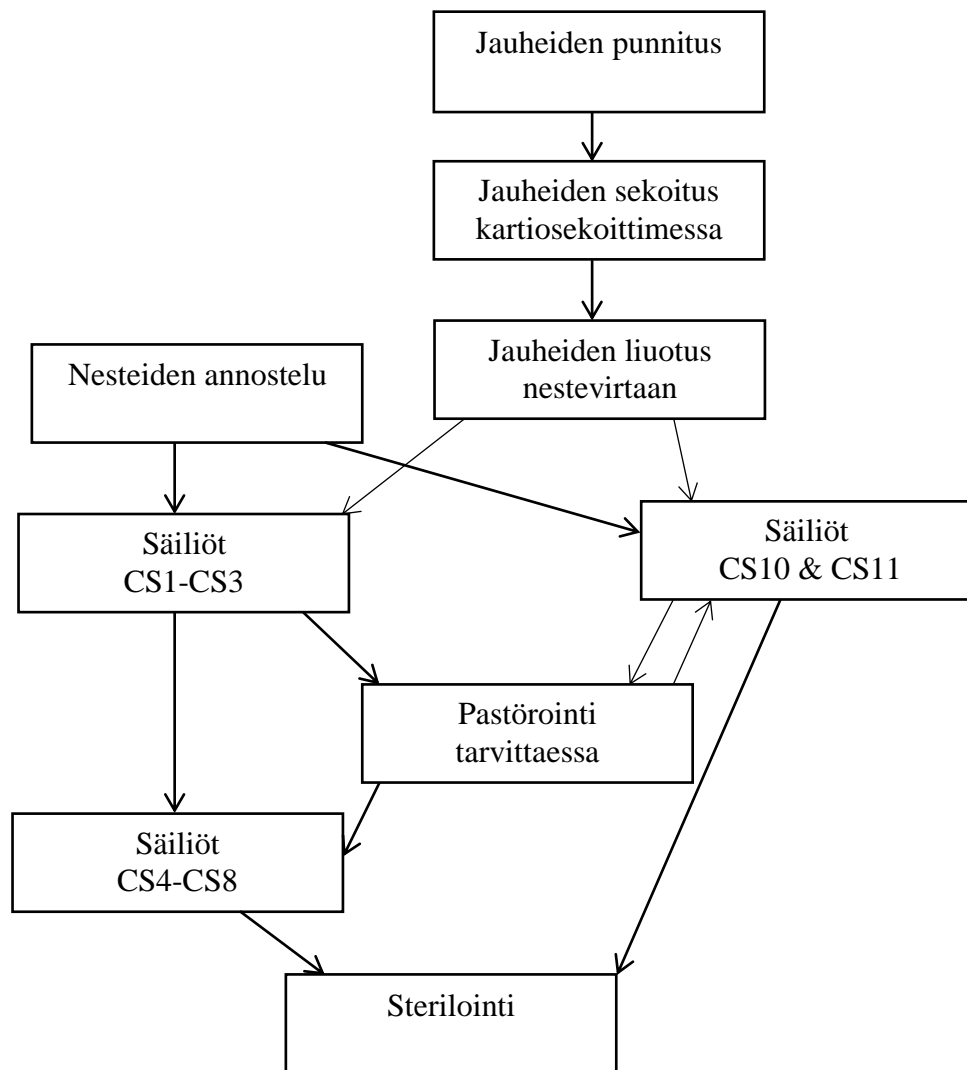 Jauheiden punnitus
Jauheiden sekoitus
kartiosekoittimessa
Jauheiden liuotus
nestevirtaan
Nesteiden annostelu
Säiliöt
CS1-CS3
Säiliöt
CS10 & CS11
Pastörointi
tarvittaessa
Säiliöt
CS4-CS8
Sterilointi